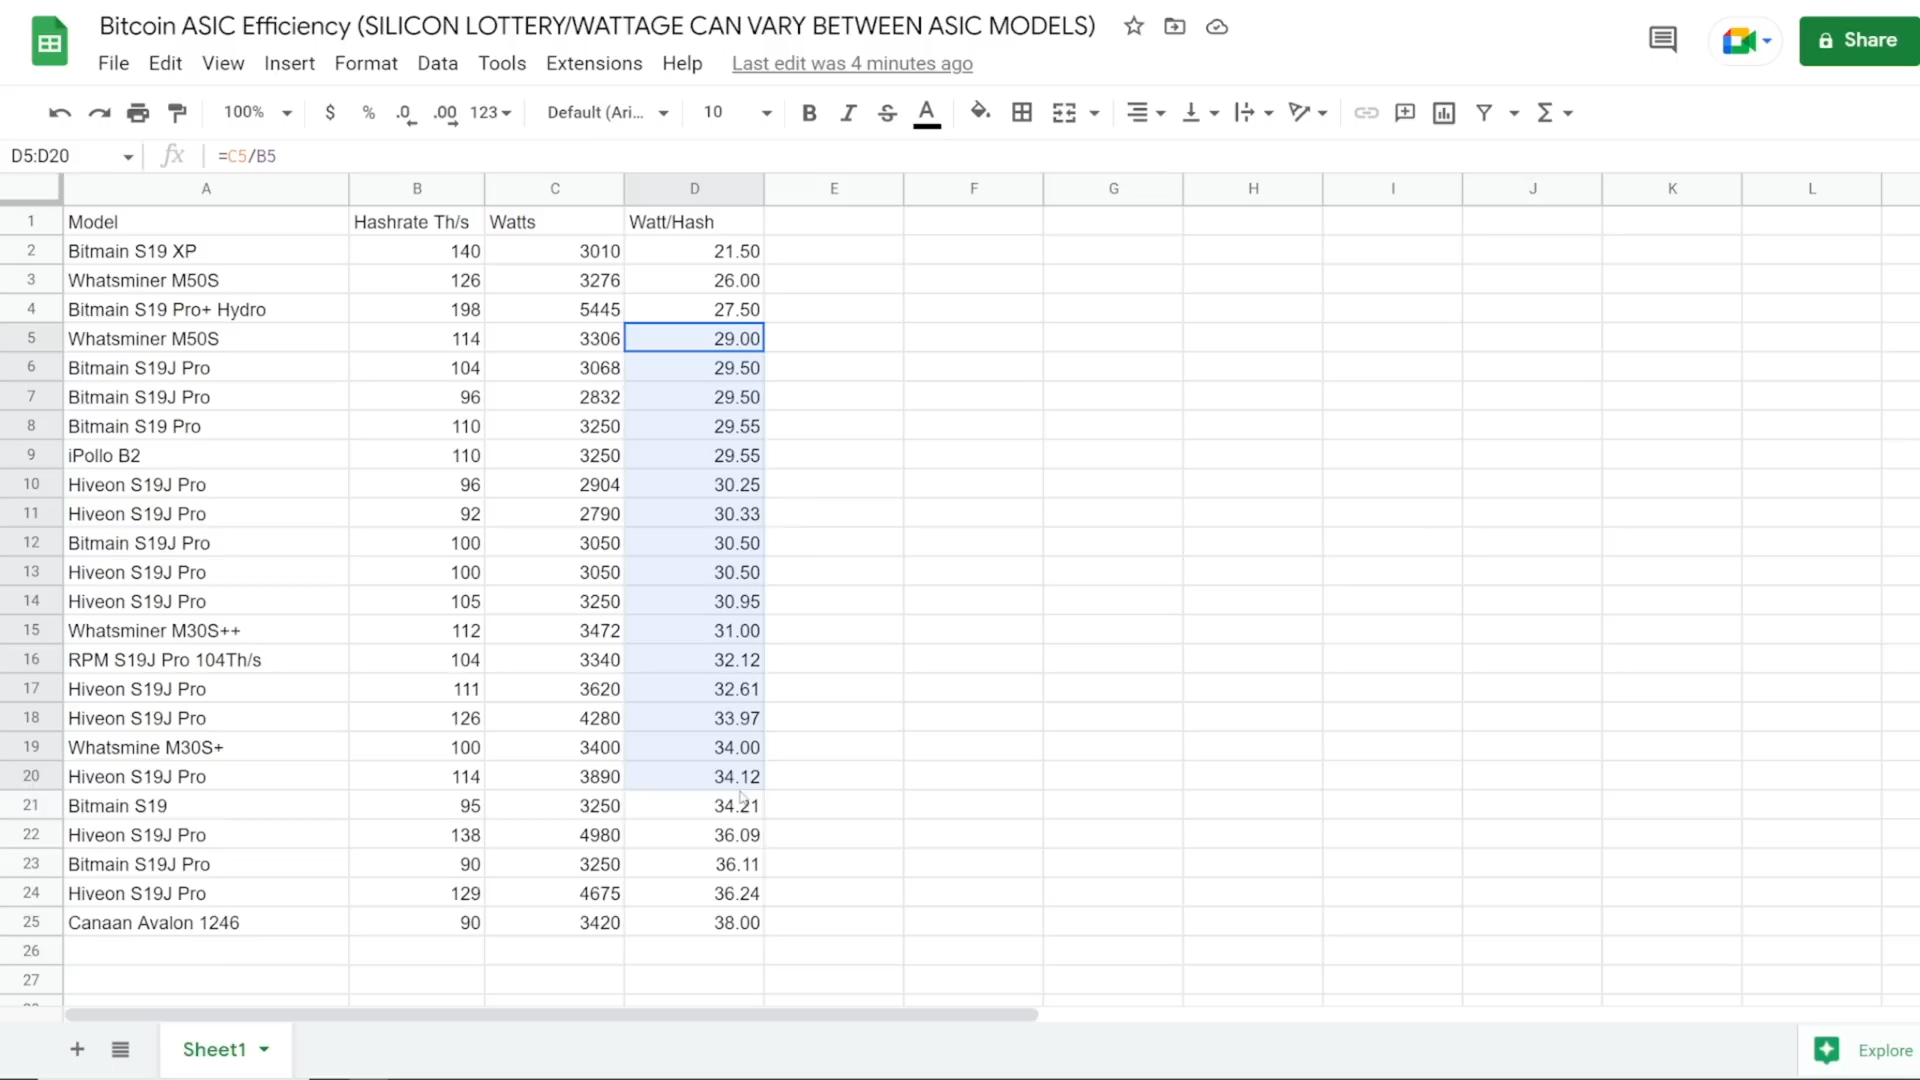 Bitcoin ASIC Efficiency (SILICON LOTTERY/WATTAGE CAN VARY BETWEEN ASIC MODELS)
Share
File Edit View Insert Format Data Tools Extensions Help Last edit was 4 minutes ago
100% $ % .0 .00 123 Default (Ari... 10 B I S A
D5:D20 fx =C5/B5
A B C D E F G H I J K L
1 Model Hashrate Th/s Watts Watt/Hash
2 Bitmain S19 XP 140 3010 21.50
3 Whatsminer M50S 126 3276 26.00
4 Bitmain S19 Pro+ Hydro 198 5445 27.50
5 Whatsminer M50S 114 3306 29.00
6 Bitmain S19J Pro 104 3068 29.50
7 Bitmain S19J Pro 96 2832 29.50
8 Bitmain S19 Pro 110 3250 29.55
9 iPollo B2 110 3250 29.55
10 Hiveon S19J Pro 96 2904 30.25
11 Hiveon S19J Pro 92 2790 30.33
12 Bitmain S19J Pro 100 3050 30.50
13 Hiveon S19J Pro 100 3050 30.50
14 Hiveon S19J Pro 105 3250 30.95
15 Whatsminer M30S++ 112 3472 31.00
16 RPM S19J Pro 104Th/s 104 3340 32.12
17 Hiveon S19J Pro 111 3620 32.61
18 Hiveon S19J Pro 126 4280 33.97
19 Whatsmine M30S+ 100 3400 34.00
20 Hiveon S19J Pro 114 3890 34.12
21 Bitmain S19 95 3250 34.21
22 Hiveon S19J Pro 138 4980 36.09
23 Bitmain S19J Pro 90 3250 36.11
24 Hiveon S19J Pro 129 4675 36.24
25 Canaan Avalon 1246 90 3420 38.00
26
27
Sheet1
Explore